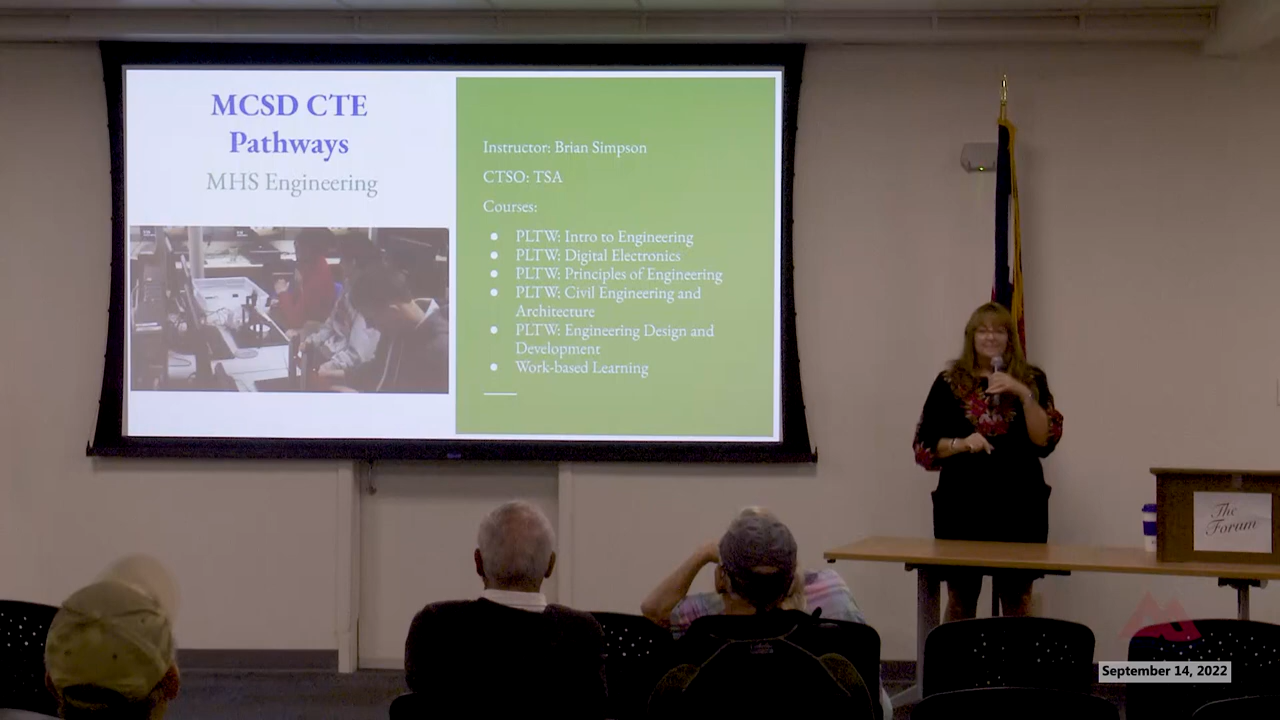 MCSD CTE
Pathways
MHS Engineering
Instructor: Brian Simpson
CTSO: TSA
Courses:
● PLTW: Intro to Engineering
● PLTW: Digital Electronics
● PLTW: Principles of Engineering
● PLTW: Civil Engineering and
Architecture
● PLTW: Engineering Design and
Development
● Work-based Learning
The
Forum
September 14, 2022